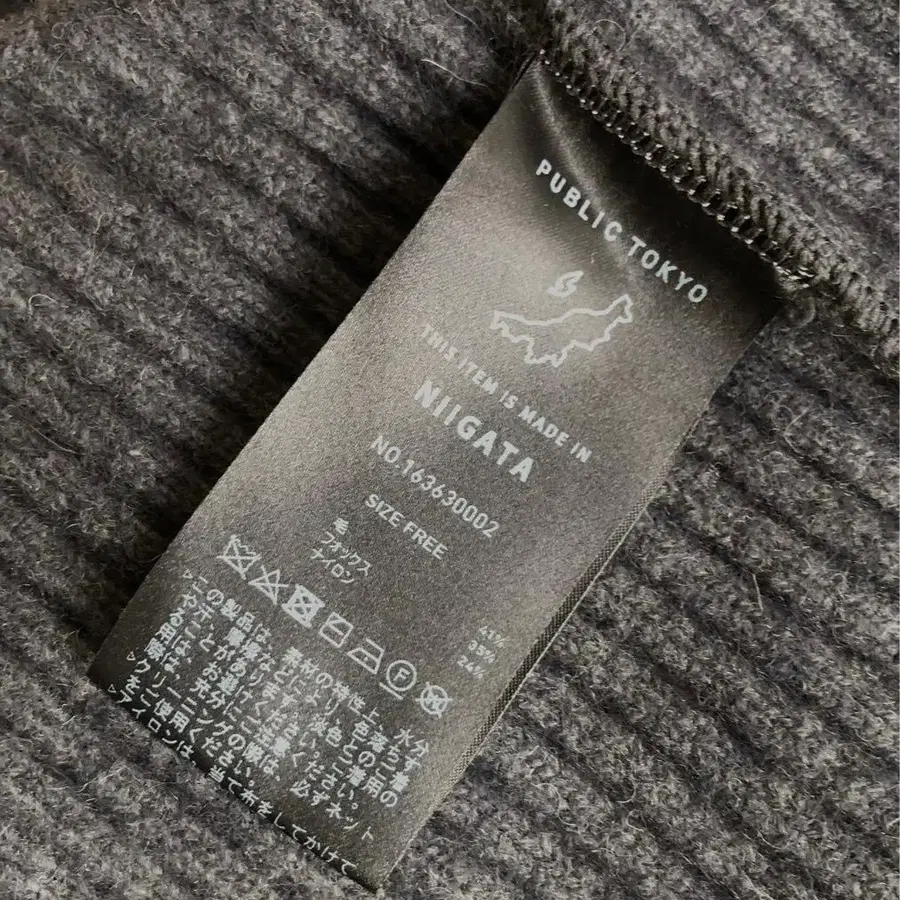 PUBLIC TOKYO
THIS ITEM IS MADE IN
NIIGATA
NO.163630002
SIZE FREE
毛 41%
フォックス 35%
ナイロン 24%
▷この製品は、素材の特性上、水分
や汗、摩擦などにより、色落ちす
ることがあります。淡色との着
用は、お避けください。ご着用の
際は、充分にご注意ください。
▷クリーニングの際は、必ずネット
をご使用ください。
▷アイロンは、当て布をしてかけて